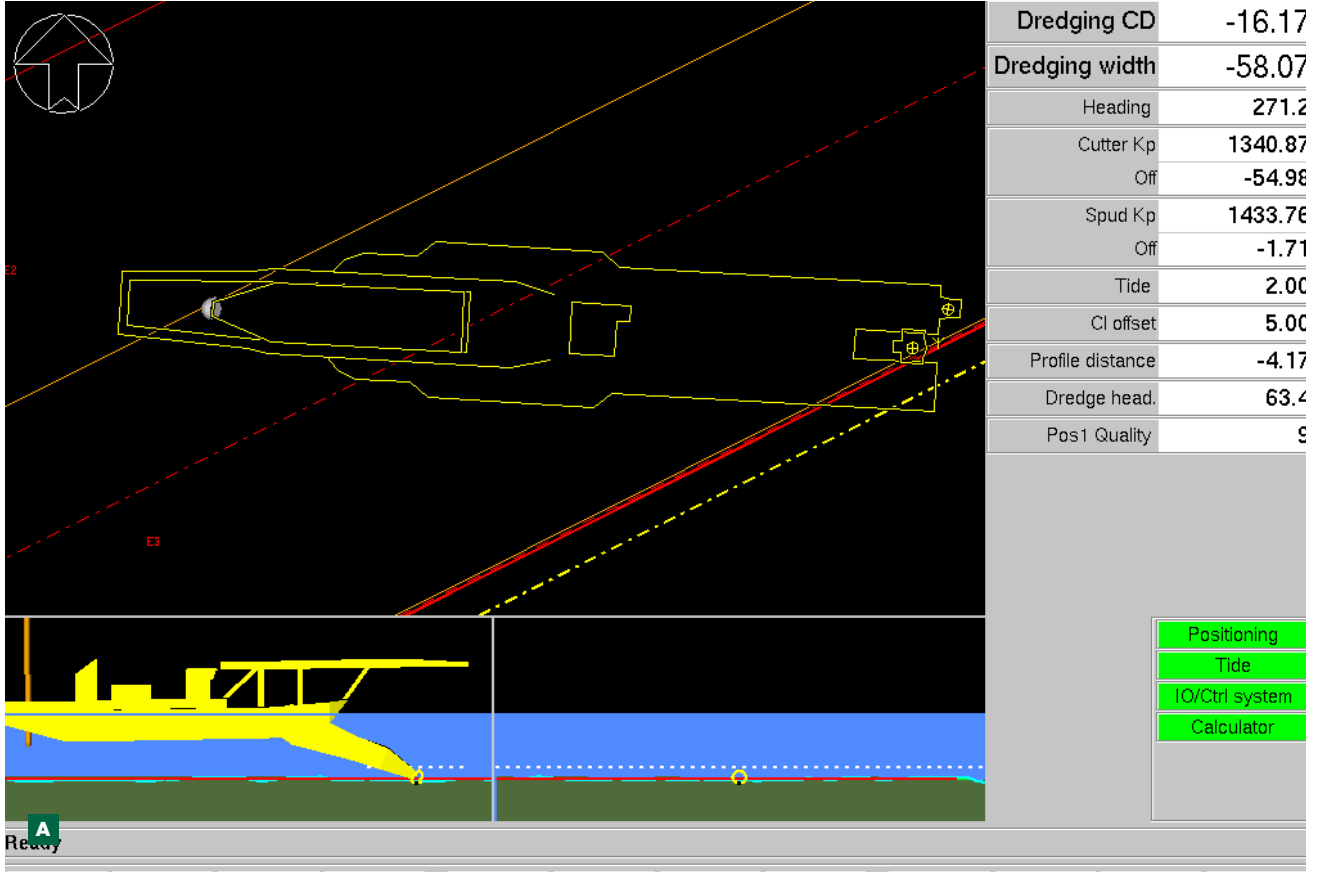 Dredging CD -16.17
Dredging width -58.07
Heading 271.2
Cutter Kp 1340.87
Off -54.98
Spud Kp 1433.76
Off -1.71
Tide 2.00
Cl offset 5.00
Profile distance -4.17
Dredge head. 63.4
Pos1 Quality 9
E2
E3
Positioning
Tide
IO/Ctrl system
Calculator
A
Ready